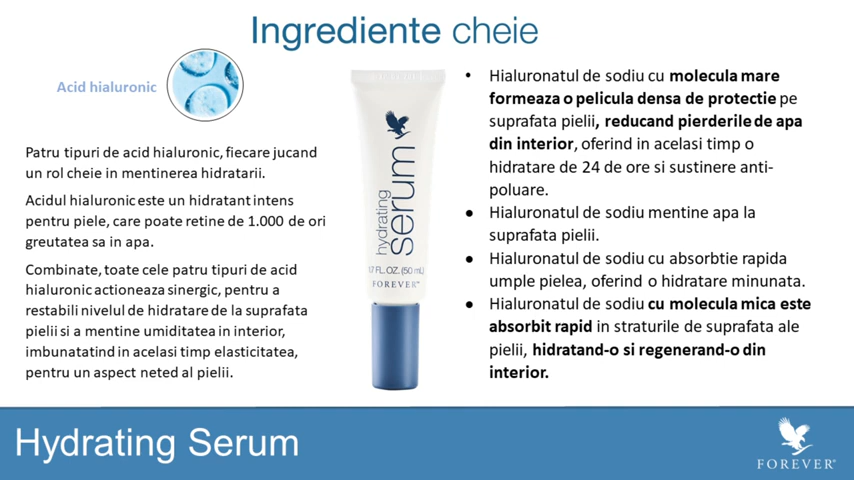 Ingrediente cheie
Acid hialuronic
Patru tipuri de acid hialuronic, fiecare jucand
un rol cheie in mentinerea hidratarii.
Acidul hialuronic este un hidratant intens
pentru piele, care poate retine de 1.000 de ori
greutatea sa in apa.
Combinate, toate cele patru tipuri de acid
hialuronic actioneaza sinergic, pentru a
restabili nivelul de hidratare de la suprafata
pielii si a mentine umiditatea in interior,
imbunatatind in acelasi timp elasticitatea,
pentru un aspect neted al pielii.
hydrating
serum
1.7 FL. OZ. (50 mL)
FOREVER™
• Hialuronatul de sodiu cu molecula mare
formeaza o pelicula densa de protectie pe
suprafata pielii, reducand pierderile de apa
din interior, oferind in acelasi timp o
hidratare de 24 de ore si sustinere anti-
poluare.
● Hialuronatul de sodiu mentine apa la
suprafata pielii.
● Hialuronatul de sodiu cu absorbtie rapida
umple pielea, oferind o hidratare minunata.
● Hialuronatul de sodiu cu molecula mica este
absorbit rapid in straturile de suprafata ale
pielii, hidratand-o si regenerand-o din
interior.
Hydrating Serum
FOREVER®